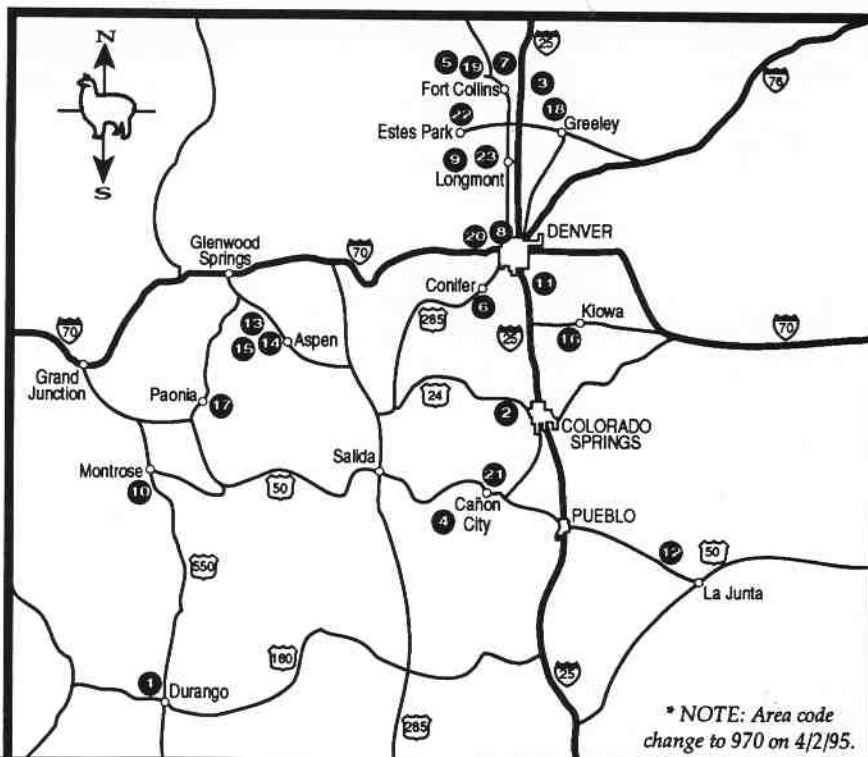 N
S
25
76
5
19
7
3
Fort Collins
18
22
Estes Park
Greeley
9
23
Longmont
20
8
DENVER
Glenwood
Springs
70
Conifer
6
11
285
Kiowa
16
25
70
13
15
14
Aspen
70
Grand
Junction
Paonia
17
24
2
COLORADO
SPRINGS
Montrose
10
Salida
50
21
Cañon
City
4
PUEBLO
12
50
La Junta
550
160
1
Durango
285
25
* NOTE: Area code
change to 970 on 4/2/95.